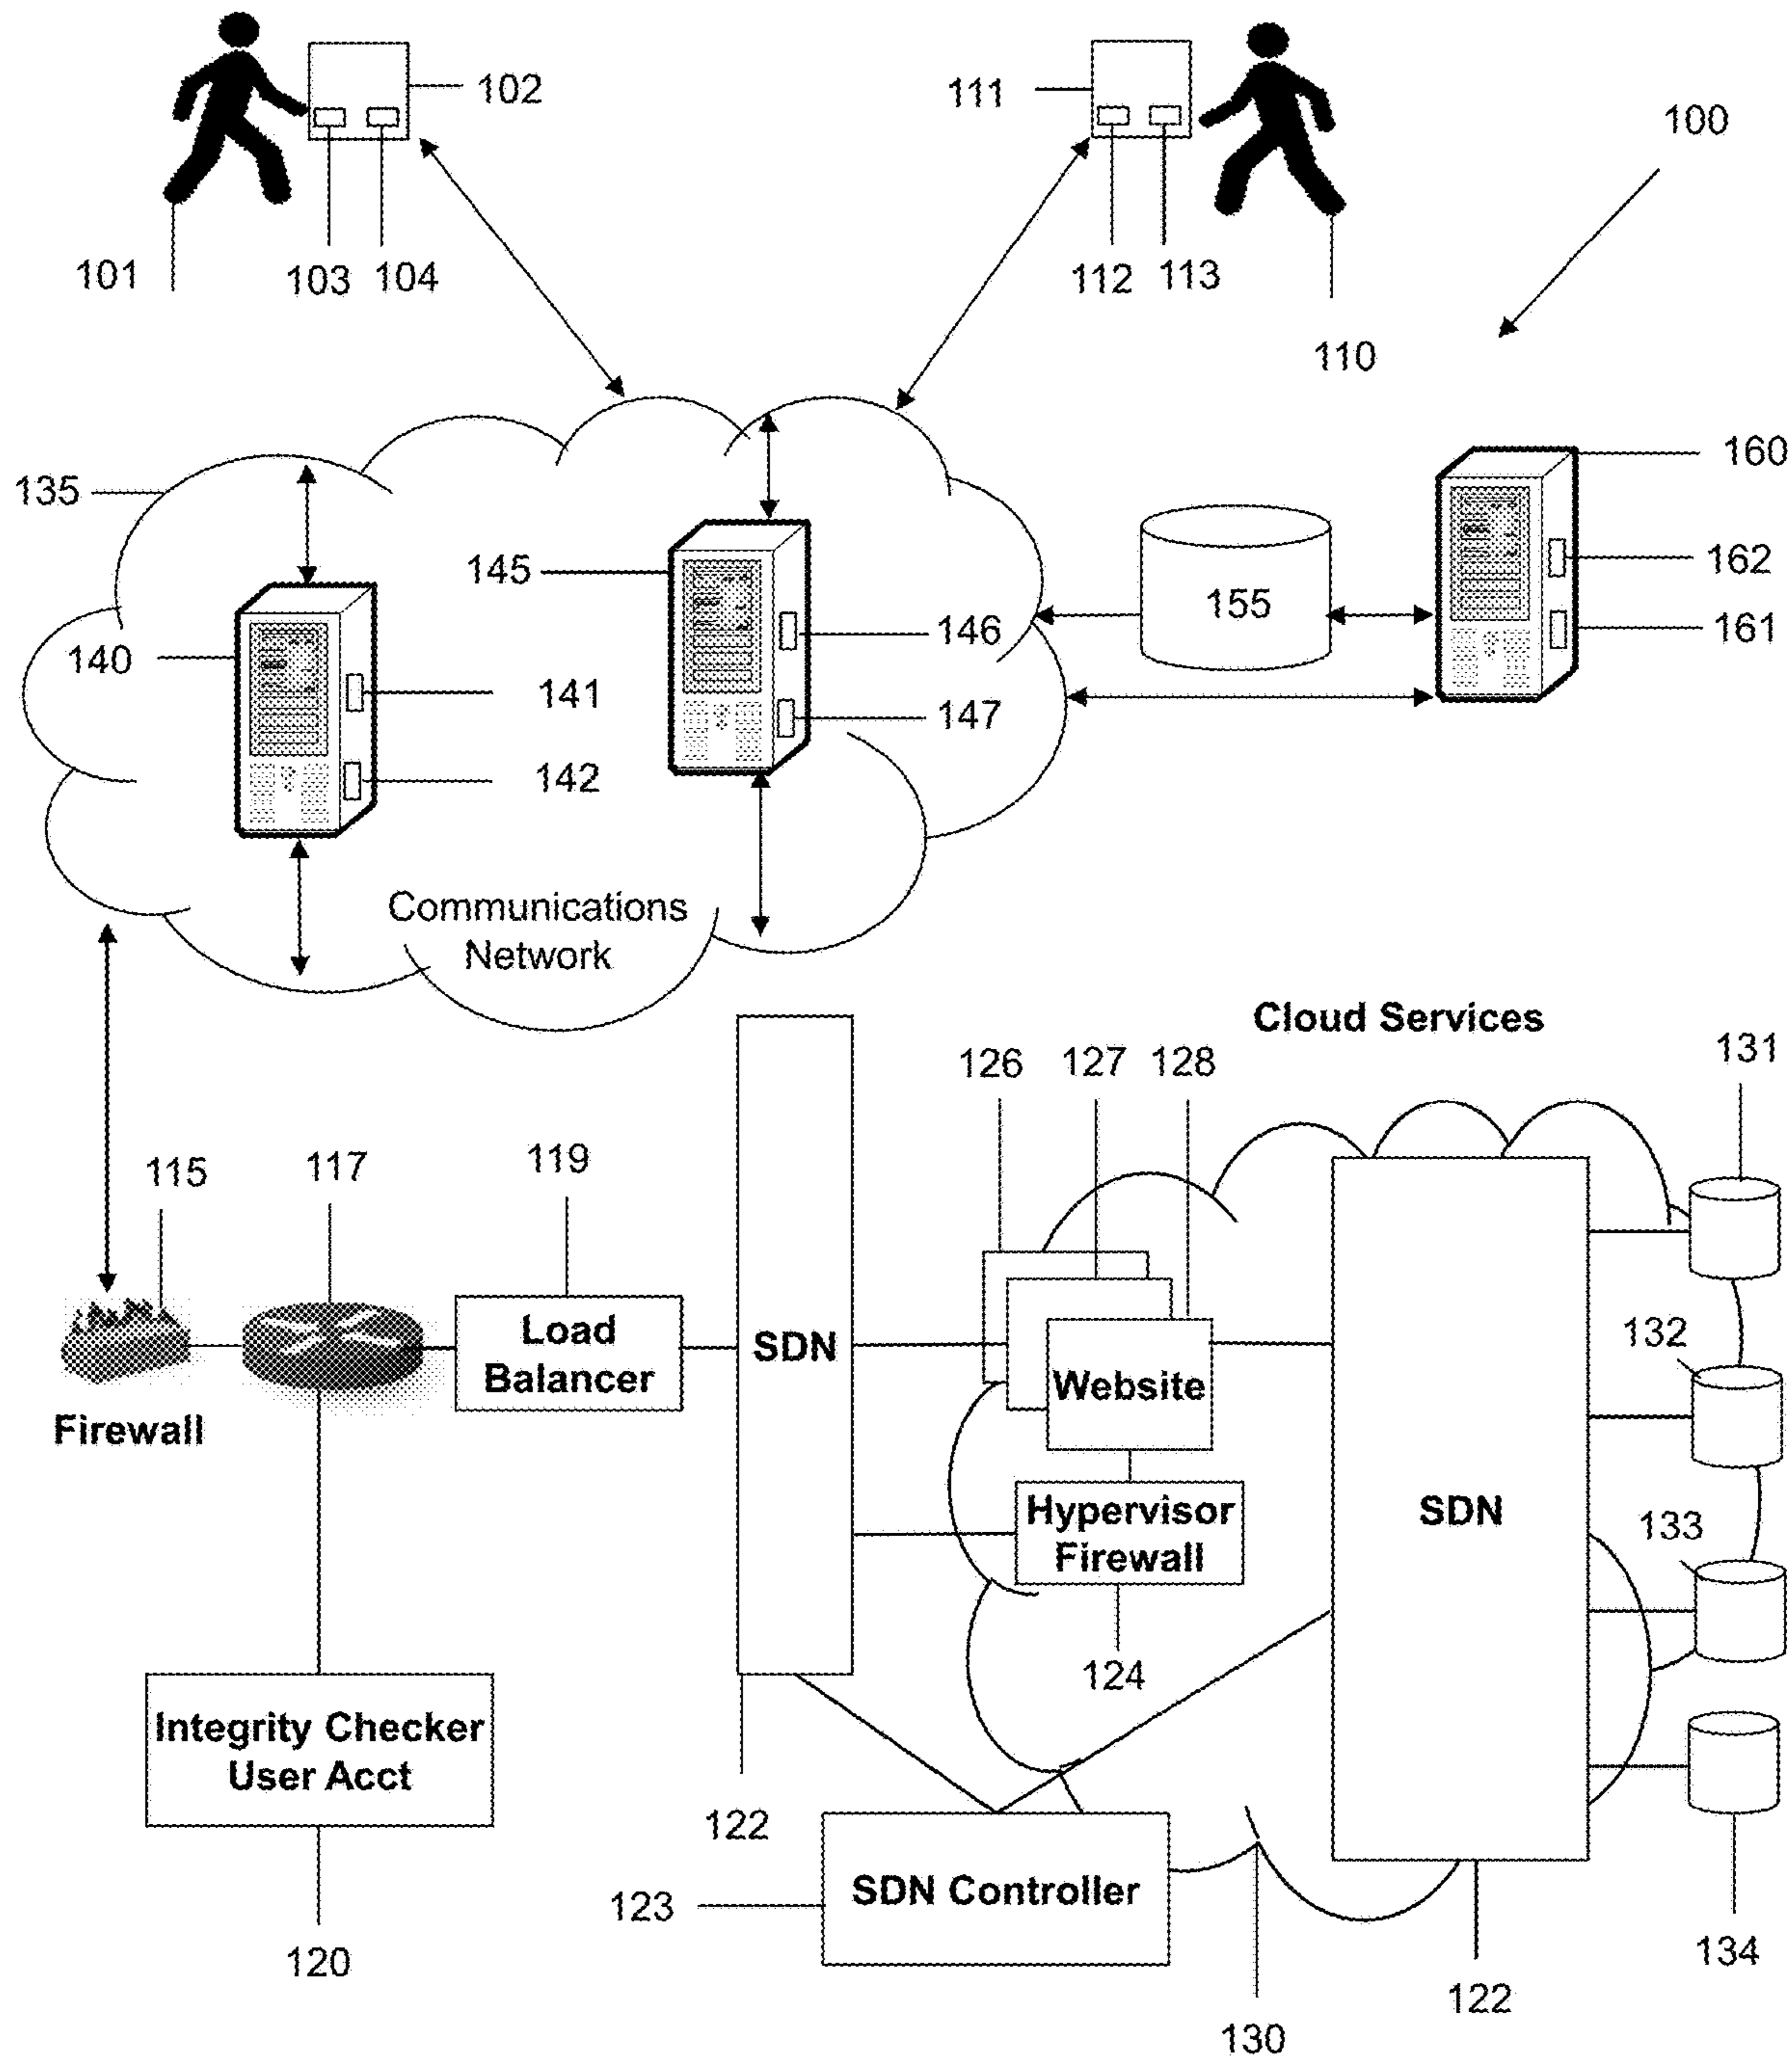 102
111
100
101
103
104
112
113
110
135
160
145
162
155
146
161
140
141
147
142
Communications
Network
Cloud Services
126
127
128
131
115
117
119
Load
Balancer
SDN
132
Website
Firewall
Hypervisor
Firewall
SDN
133
124
Integrity Checker
User Acct
122
SDN Controller
123
120
134
122
130